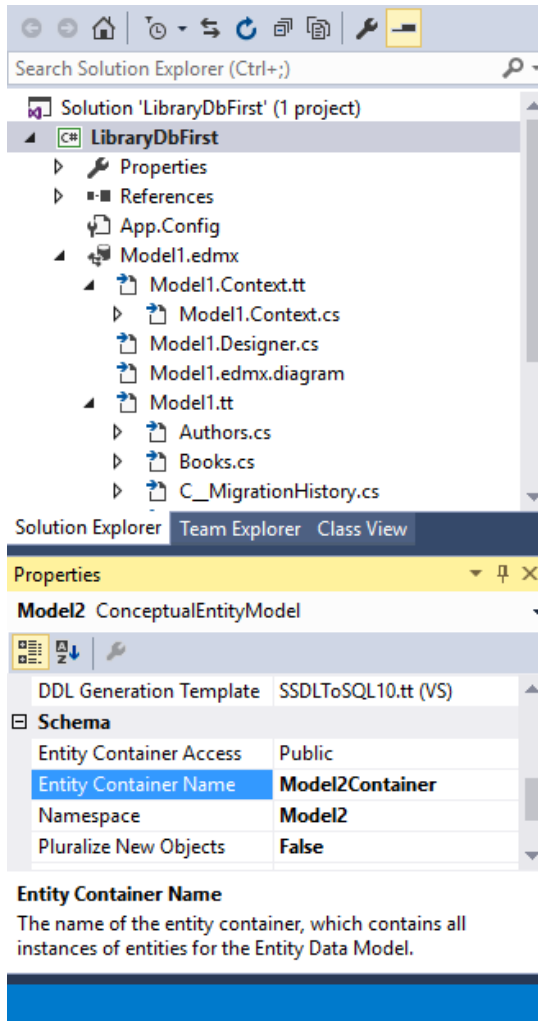 Search Solution Explorer (Ctrl+;)
Solution 'LibraryDbFirst' (1 project)
C# LibraryDbFirst
Properties
References
App.Config
Model1.edmx
Model1.Context.tt
Model1.Context.cs
Model1.Designer.cs
Model1.edmx.diagram
Model1.tt
Authors.cs
Books.cs
C__MigrationHistory.cs
Solution Explorer Team Explorer Class View
Properties
Model2 ConceptualEntityModel
DDL Generation Template SSDLToSQL10.tt (VS)
Schema
Entity Container Access Public
Entity Container Name Model2Container
Namespace Model2
Pluralize New Objects False
Entity Container Name
The name of the entity container, which contains all
instances of entities for the Entity Data Model.